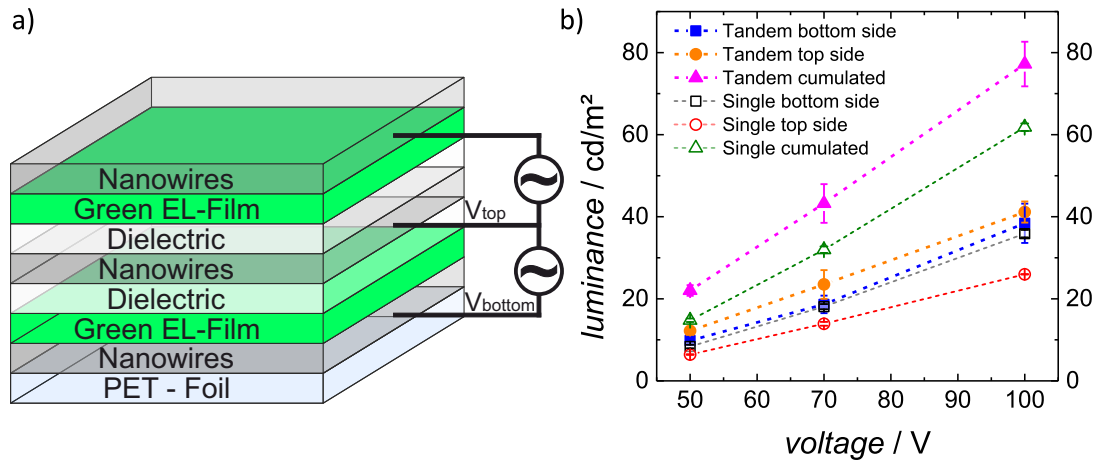 a)
Nanowires
Green EL-Film
Dielectric
Nanowires
Dielectric
Green EL-Film
Nanowires
PET - Foil
Vtop
Vbottom
b)
Tandem bottom side
Tandem top side
Tandem cumulated
Single bottom side
Single top side
Single cumulated
luminance / cd/m²
80
60
40
20
0
80
60
40
20
0
50 60 70 80 90 100
voltage / V